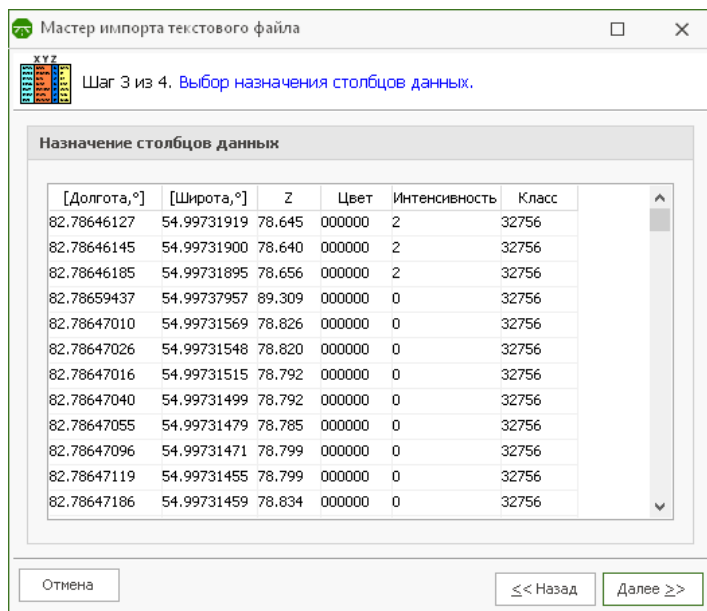 Мастер импорта текстового файла
XYZ
Шаг 3 из 4. Выбор назначения столбцов данных.
Назначение столбцов данных
[Долгота,°] [Широта,°] Z Цвет Интенсивность Класс
82.78646127 54.99731919 78.645 000000 2 32756
82.78646145 54.99731900 78.640 000000 2 32756
82.78646185 54.99731895 78.656 000000 2 32756
82.78659437 54.99737957 89.309 000000 0 32756
82.78647010 54.99731569 78.826 000000 0 32756
82.78647026 54.99731548 78.820 000000 0 32756
82.78647016 54.99731515 78.792 000000 0 32756
82.78647040 54.99731499 78.792 000000 0 32756
82.78647055 54.99731479 78.785 000000 0 32756
82.78647096 54.99731471 78.799 000000 0 32756
82.78647119 54.99731455 78.799 000000 0 32756
82.78647186 54.99731459 78.834 000000 0 32756
Отмена << Назад Далее >>